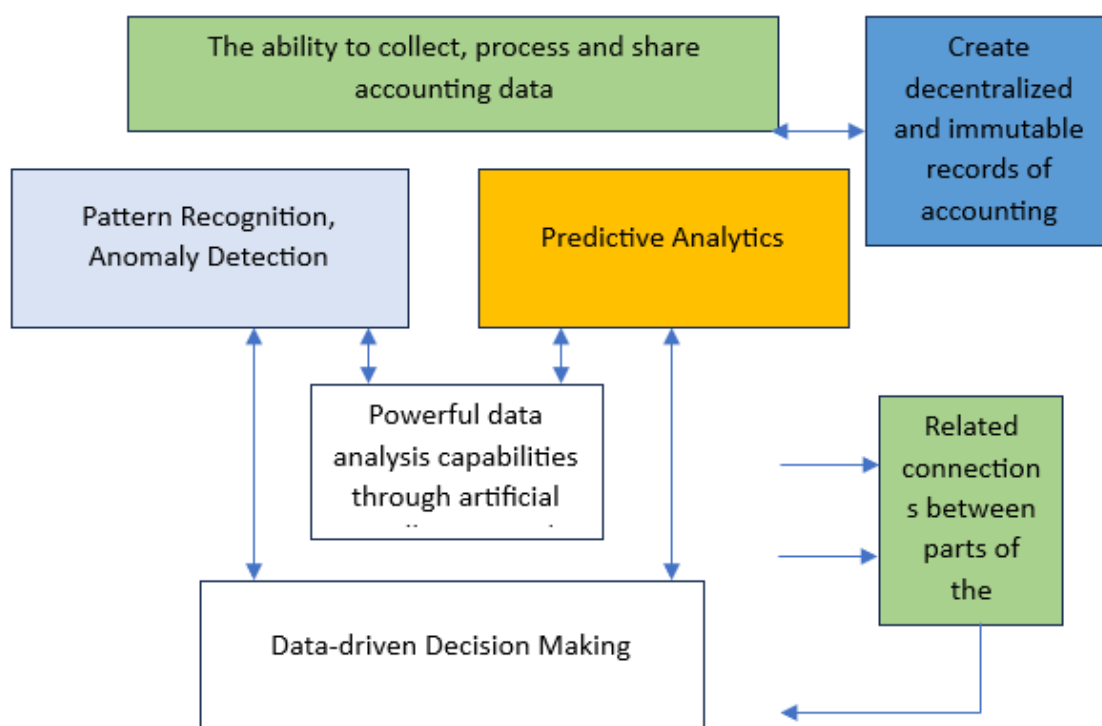 The ability to collect, process and share
accounting data
Create
decentralized
and immutable
records of
accounting
Pattern Recognition,
Anomaly Detection
Predictive Analytics
Powerful data
analysis capabilities
through artificial
Related
connection
s between
parts of
the
Data-driven Decision Making